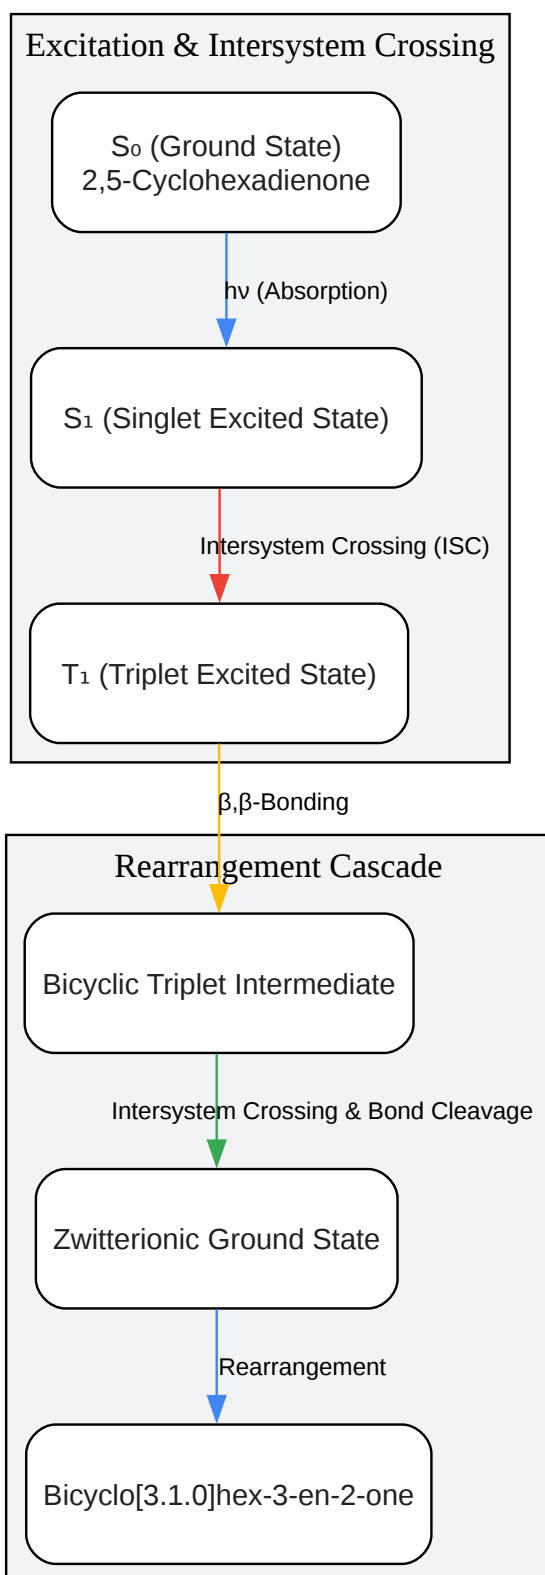 Excitation & Intersystem Crossing
S₀ (Ground State)
2,5-Cyclohexadienone
hν (Absorption)
S₁ (Singlet Excited State)
Intersystem Crossing (ISC)
T₁ (Triplet Excited State)
β,β-Bonding
Rearrangement Cascade
Bicyclic Triplet Intermediate
Intersystem Crossing & Bond Cleavage
Zwitterionic Ground State
Rearrangement
Bicyclo[3.1.0]hex-3-en-2-one